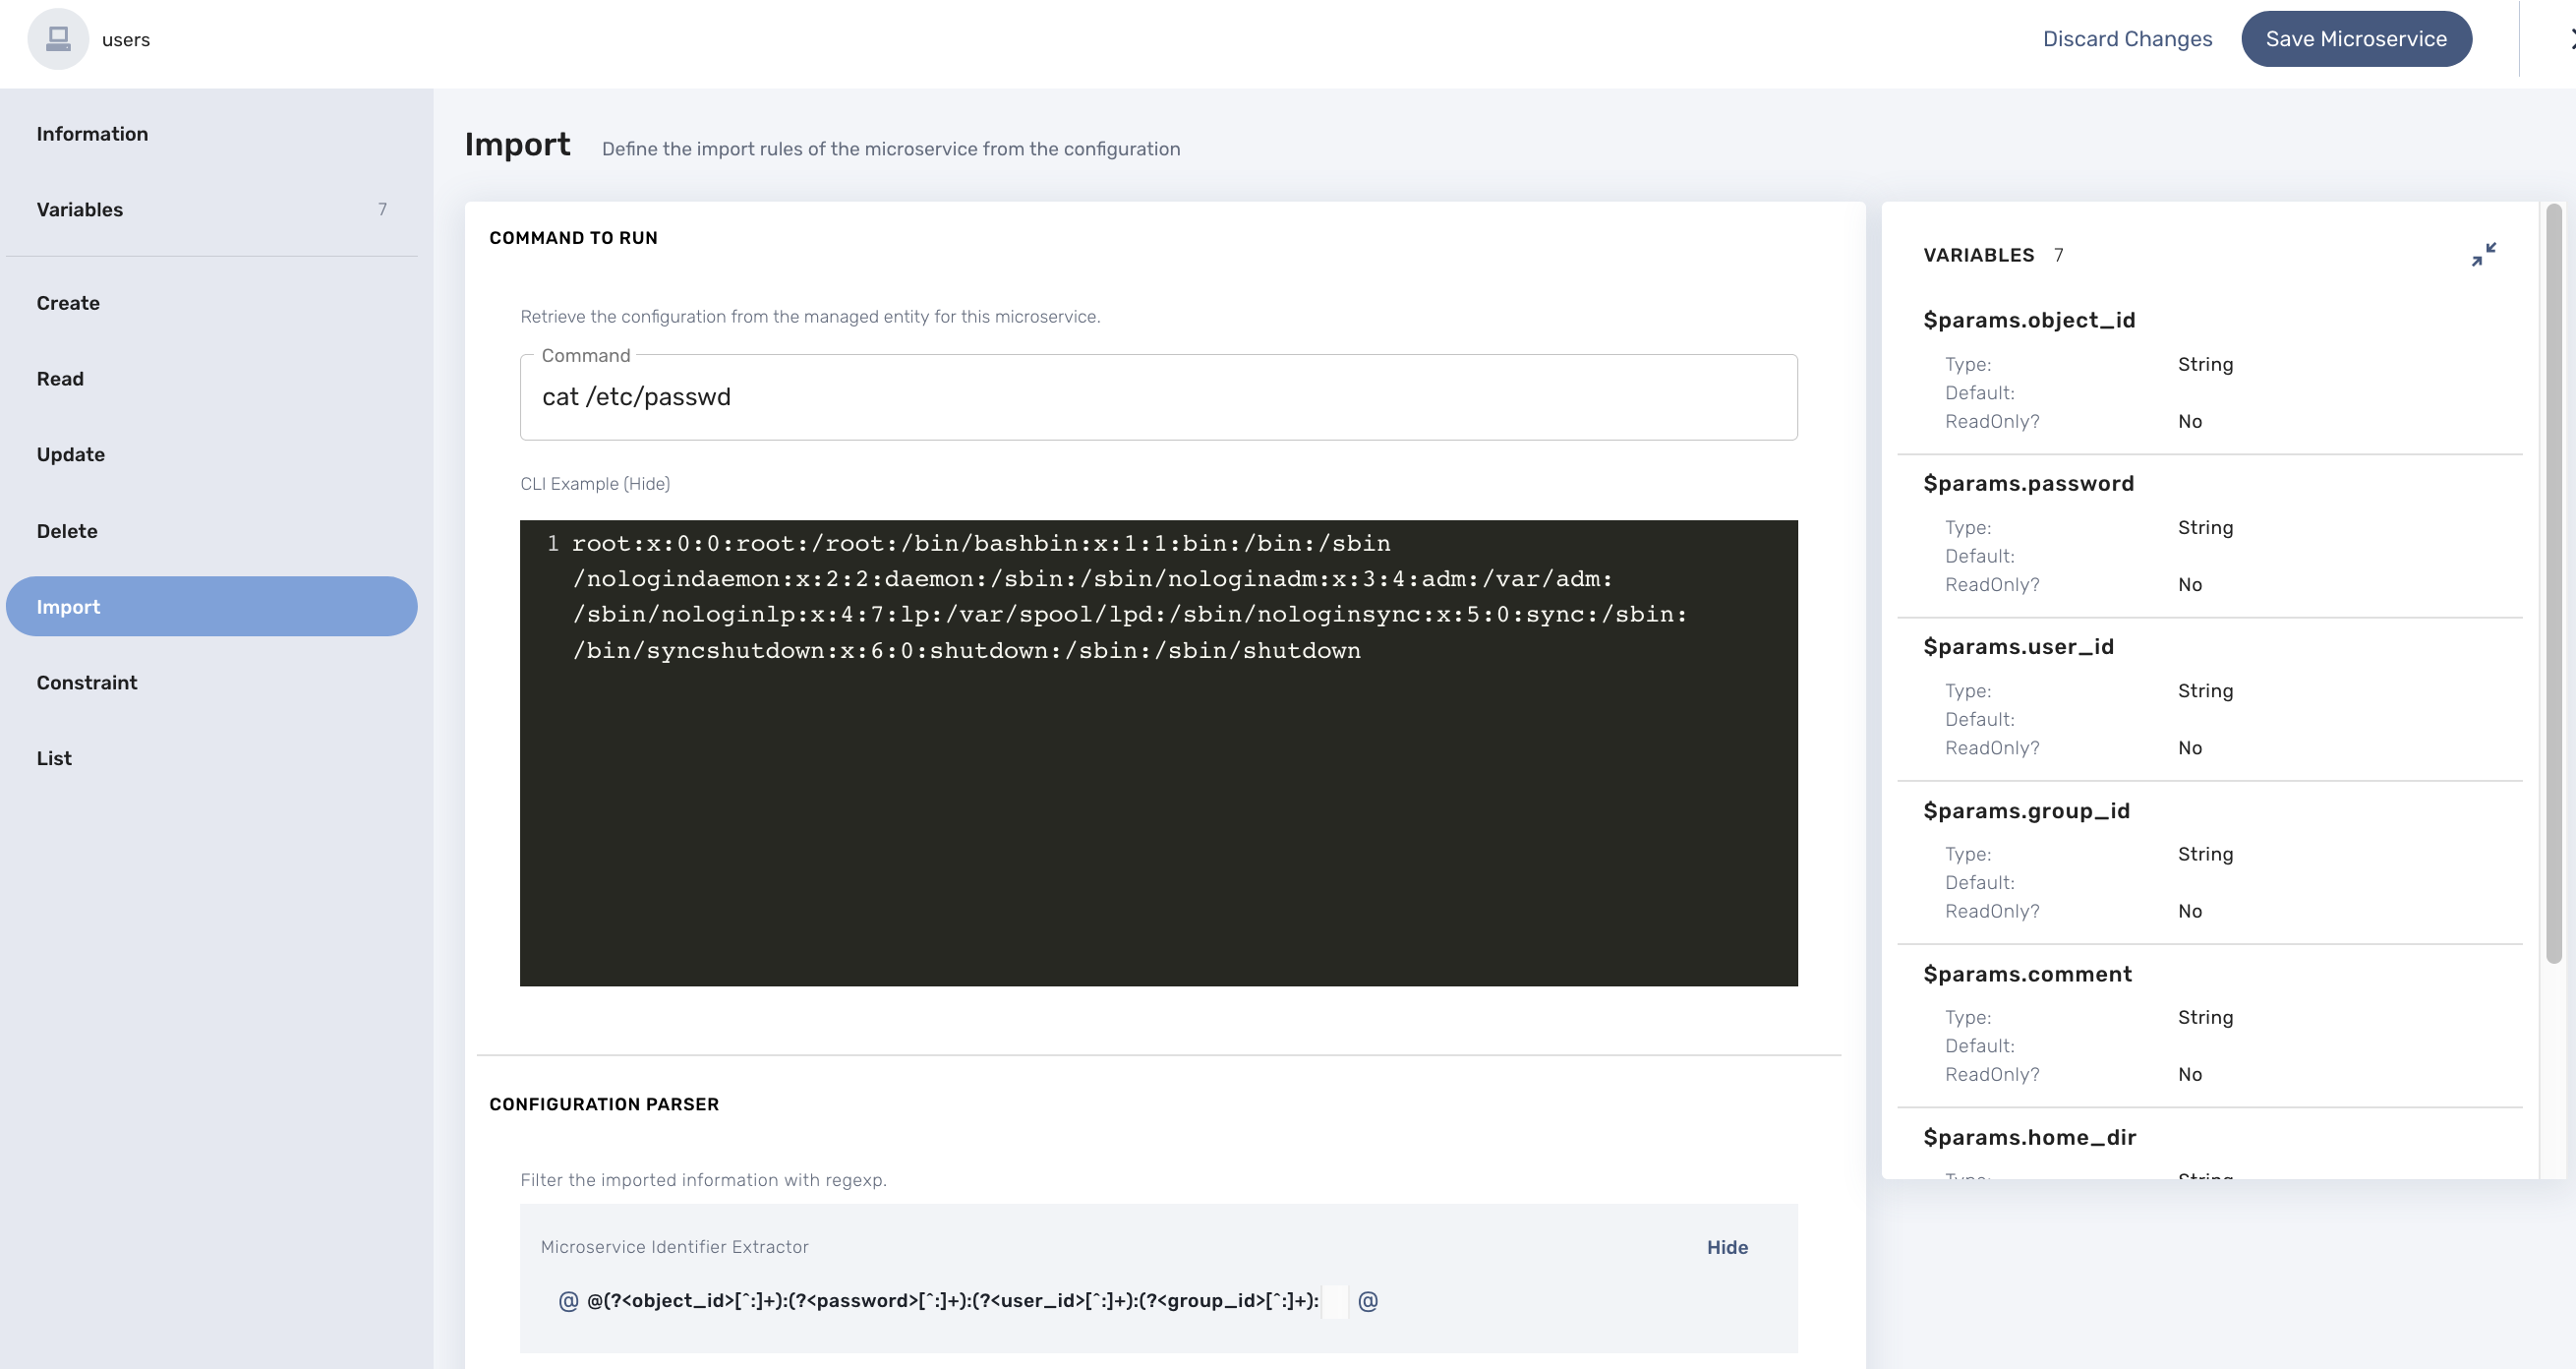 users
Discard Changes
Save Microservice
Information
Variables 7
Create
Read
Update
Delete
Import
Constraint
List
Import Define the import rules of the microservice from the configuration
COMMAND TO RUN
Retrieve the configuration from the managed entity for this microservice.
Command
cat /etc/passwd
CLI Example (Hide)
1 root:x:0:0:root:/root:/bin/bashbin:x:1:1:bin:/bin:/sbin
/nologindaemon:x:2:2:daemon:/sbin:/sbin/nologinadm:x:3:4:adm:/var/adm:
/sbin/nologinlp:x:4:7:lp:/var/spool/lpd:/sbin/nologinsync:x:5:0:sync:/sbin:
/bin/syncshutdown:x:6:0:shutdown:/sbin:/sbin/shutdown
CONFIGURATION PARSER
Filter the imported information with regexp.
Microservice Identifier Extractor Hide
@ @(?<object_id>[^:]+):(?<password>[^:]+):(?<user_id>[^:]+):(?<group_id>[^:]+): @
VARIABLES 7
$params.object_id
Type: String
Default:
ReadOnly? No
$params.password
Type: String
Default:
ReadOnly? No
$params.user_id
Type: String
Default:
ReadOnly? No
$params.group_id
Type: String
Default:
ReadOnly? No
$params.comment
Type: String
Default:
ReadOnly? No
$params.home_dir
Type: String